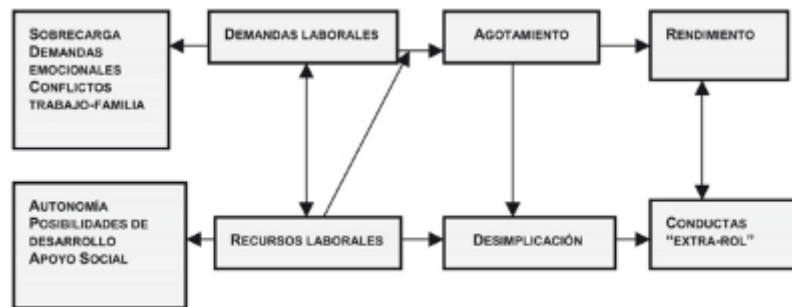 SOBRECARGA
DEMANDAS
EMOCIONALES
CONFLICTOS
TRABAJO-FAMILIA
DEMANDAS LABORALES
AGOTAMIENTO
RENDIMIENTO
AUTONOMÍA
POSIBILIDADES DE
DESARROLLO
APOYO SOCIAL
RECURSOS LABORALES
DESIMPLICACIÓN
CONDUCTAS
"EXTRA-ROL"